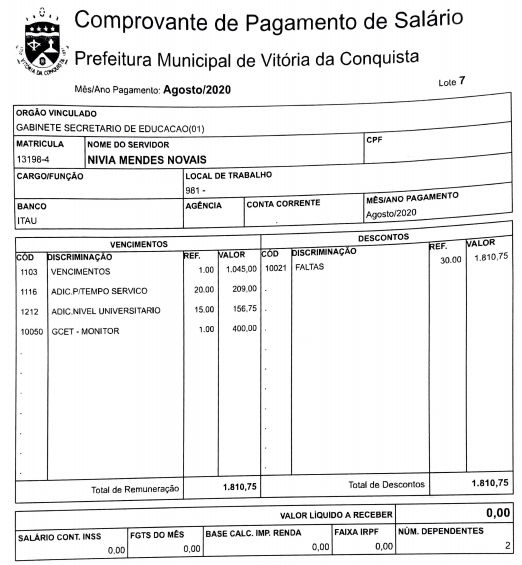 Comprovante de Pagamento de Salário
VITÓRIA DA CONQUISTA
Prefeitura Municipal de Vitória da Conquista
Mês/Ano Pagamento: Agosto/2020
Lote 7
ORGÃO VINCULADO
GABINETE SECRETARIO DE EDUCACAO(01)
MATRICULA NOME DO SERVIDOR CPF
13198-4 NIVIA MENDES NOVAIS
CARGO/FUNÇÃO LOCAL DE TRABALHO
981 -
BANCO AGÊNCIA CONTA CORRENTE MÊS/ANO PAGAMENTO
ITAU Agosto/2020
VENCIMENTOS DESCONTOS
CÓD DISCRIMINAÇÃO REF. VALOR CÓD DISCRIMINAÇÃO REF. VALOR
1103 VENCIMENTOS 1.00 1.045,00 10021 FALTAS 30.00 1.810,75
1116 ADIC.P/TEMPO SERVICO 20.00 209,00
1212 ADIC.NIVEL UNIVERSITARIO 15.00 156,75
10050 GCET - MONITOR 1.00 400,00
Total de Remuneração 1.810,75 Total de Descontos 1.810,75
VALOR LÍQUIDO A RECEBER 0,00
SALÁRIO CONT. INSS FGTS DO MÊS BASE CALC. IMP. RENDA FAIXA IRPF NÚM. DEPENDENTES
0,00 0,00 0,00 0,00 2